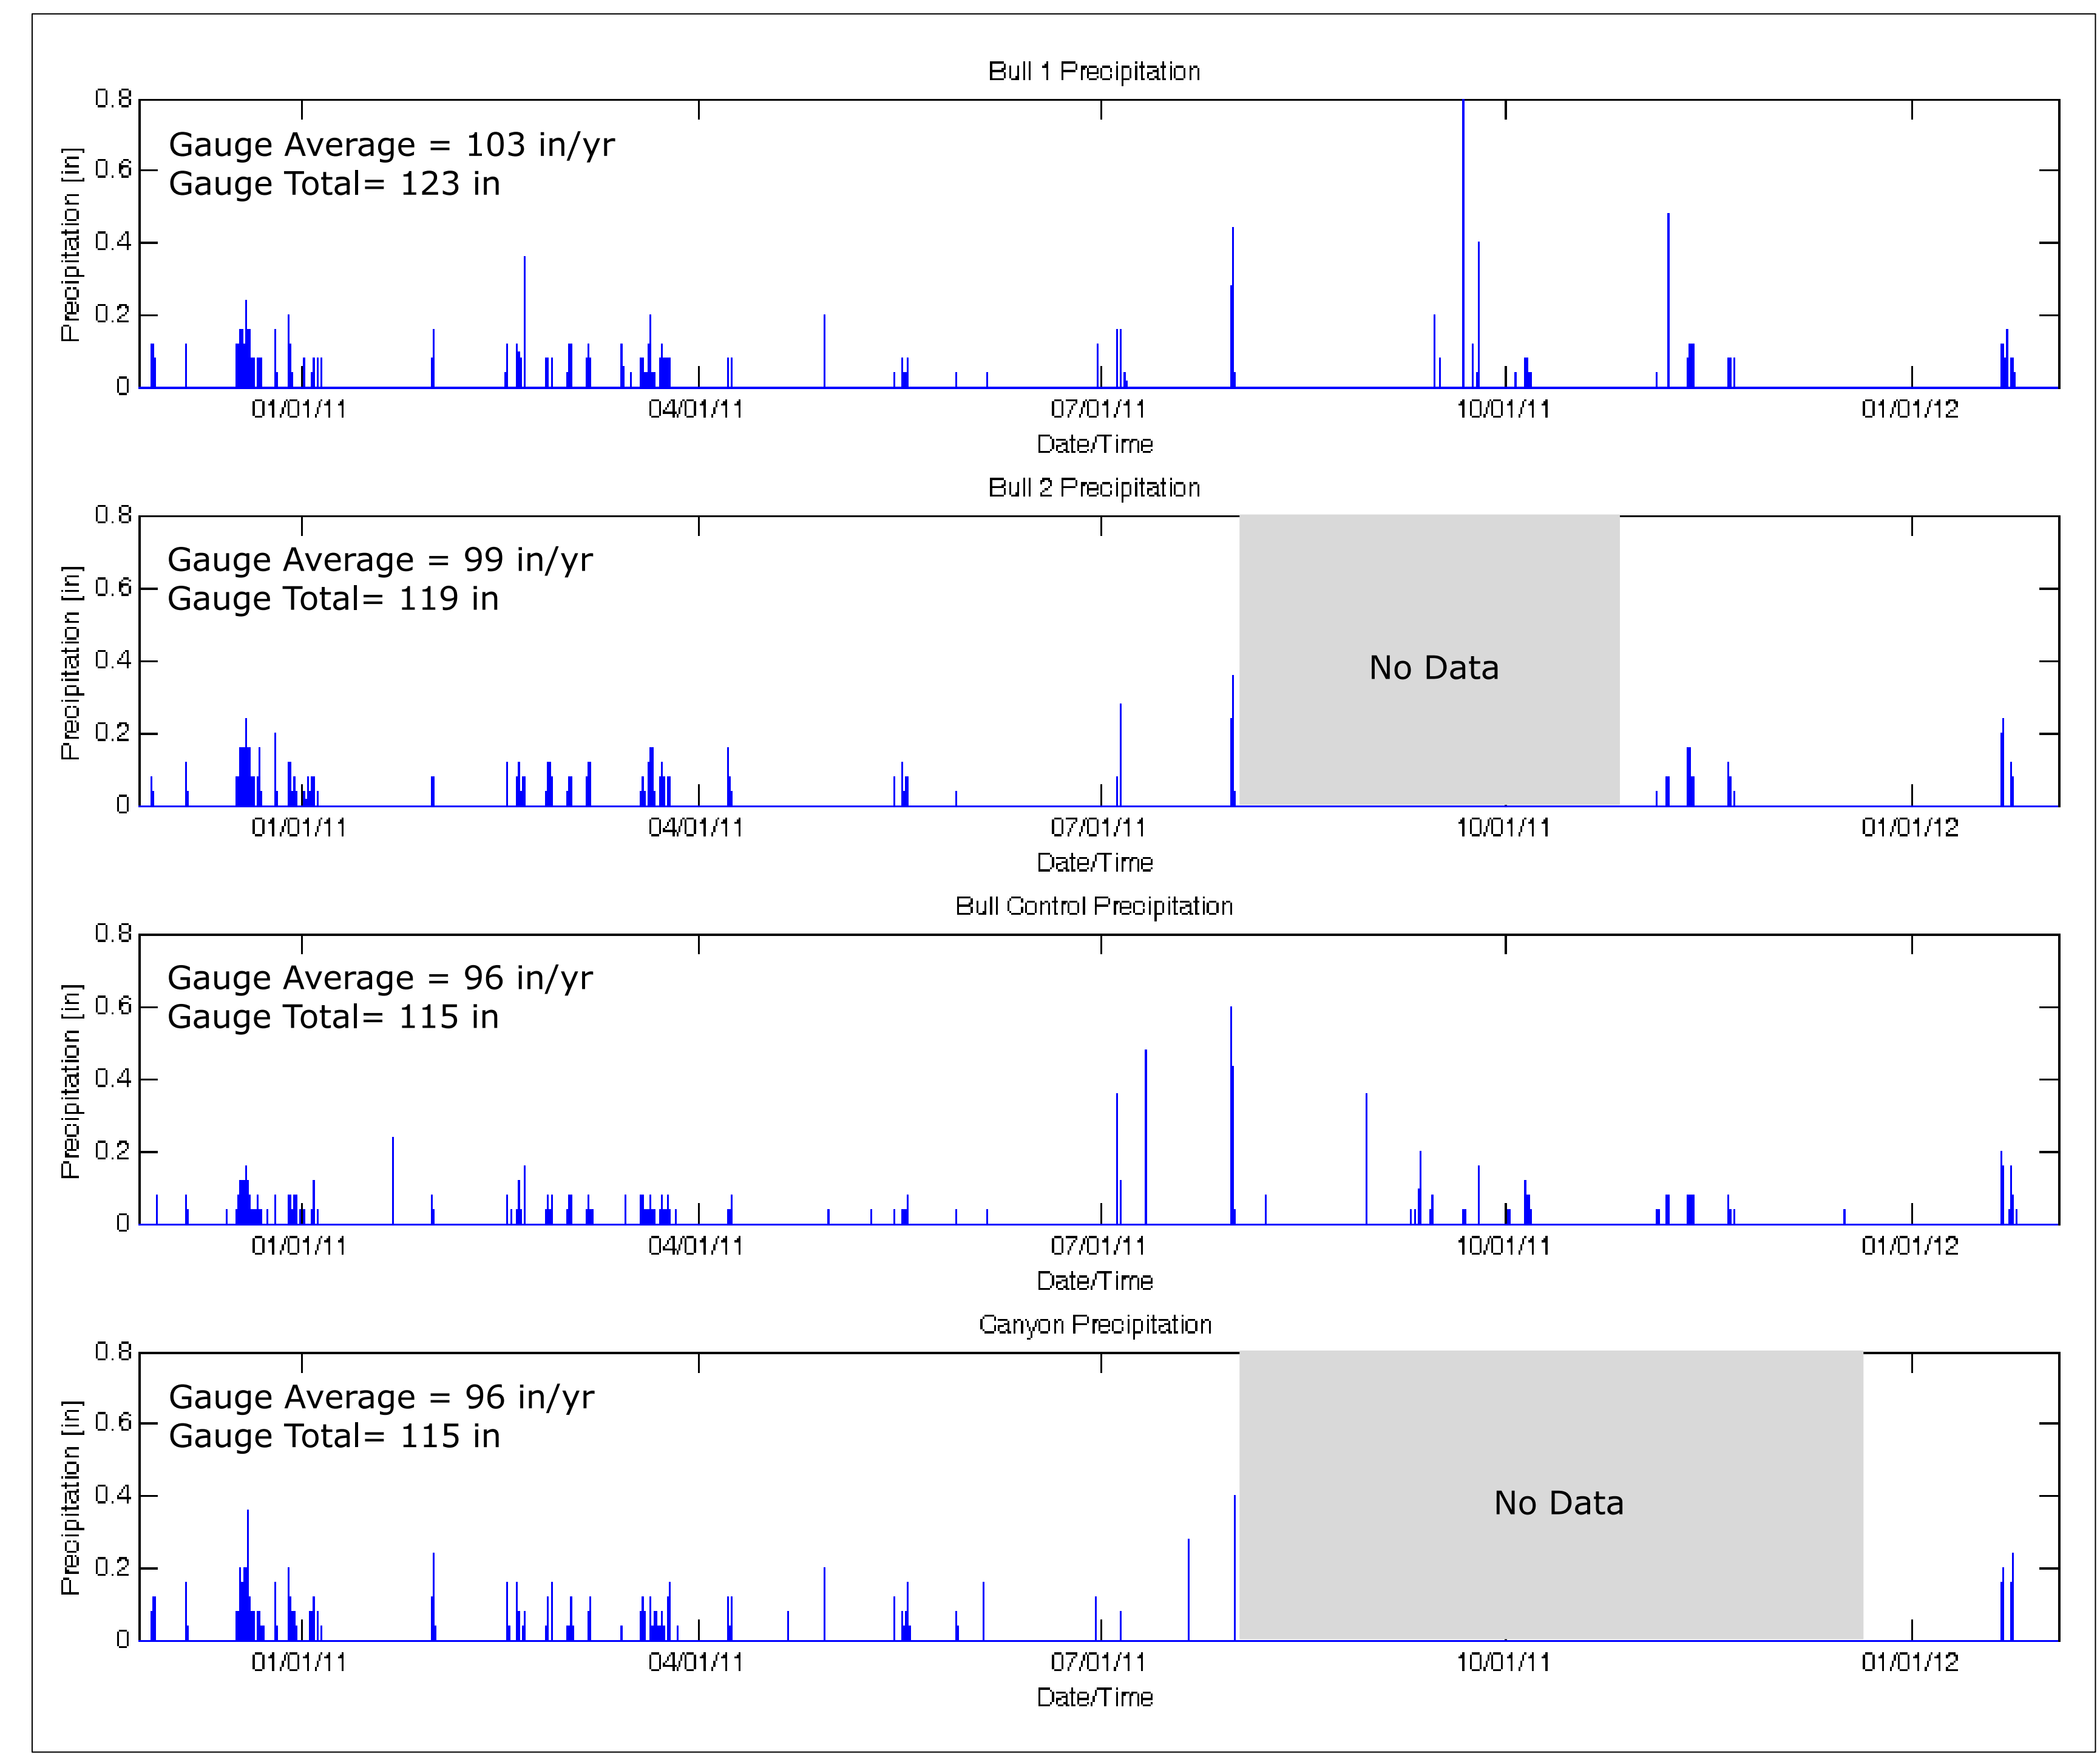 Bull 1 Precipitation
0.8
Gauge Average = 103 in/yr
0.6
Gauge Total= 123 in
0.4
0.2
0
Precipitation [in]
01/01/11 04/01/11 07/01/11 10/01/11 01/01/12
Date/Time
Bull 2 Precipitation
0.8
Gauge Average = 99 in/yr
0.6
Gauge Total= 119 in
0.4
No Data
0.2
0
Precipitation [in]
01/01/11 04/01/11 07/01/11 10/01/11 01/01/12
Date/Time
Bull Control Precipitation
0.8
Gauge Average = 96 in/yr
0.6
Gauge Total= 115 in
0.4
0.2
0
Precipitation [in]
01/01/11 04/01/11 07/01/11 10/01/11 01/01/12
Date/Time
Canyon Precipitation
0.8
Gauge Average = 96 in/yr
0.6
Gauge Total= 115 in
0.4
No Data
0.2
0
Precipitation [in]
01/01/11 04/01/11 07/01/11 10/01/11 01/01/12
Date/Time